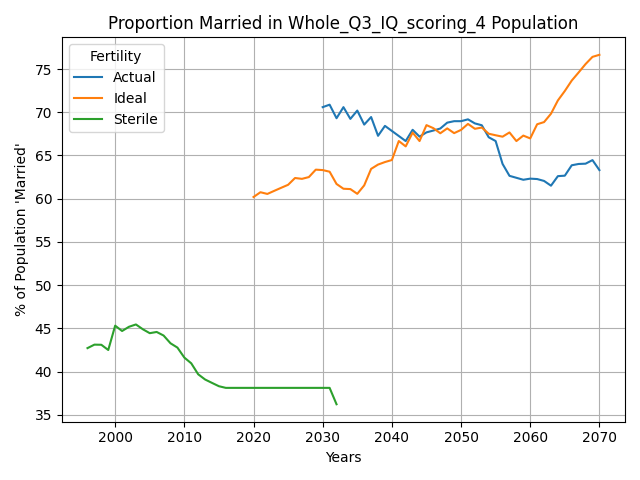 Proportion Married in Whole_Q3_IQ_scoring_4 Population
Fertility
Actual
Ideal
Sterile
% of Population 'Married'
75
70
65
60
55
50
45
40
35
2000
2010
2020
2030
2040
2050
2060
2070
Years